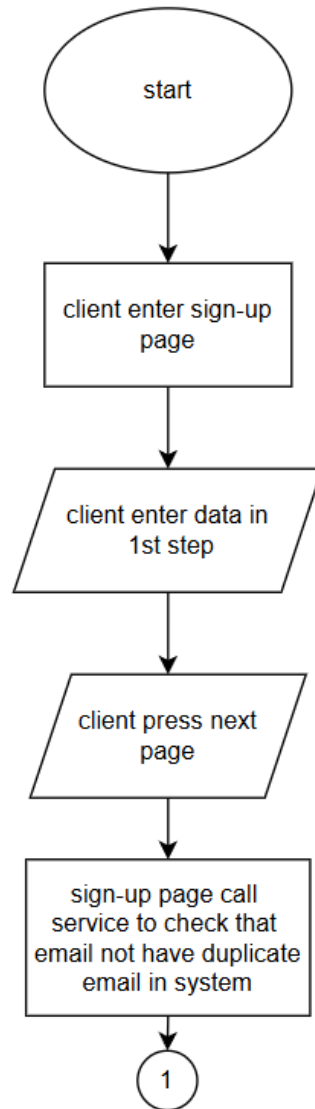 start
client enter sign-up
page
client enter data in
1st step
client press next
page
sign-up page call
service to check that
email not have duplicate
email in system
1